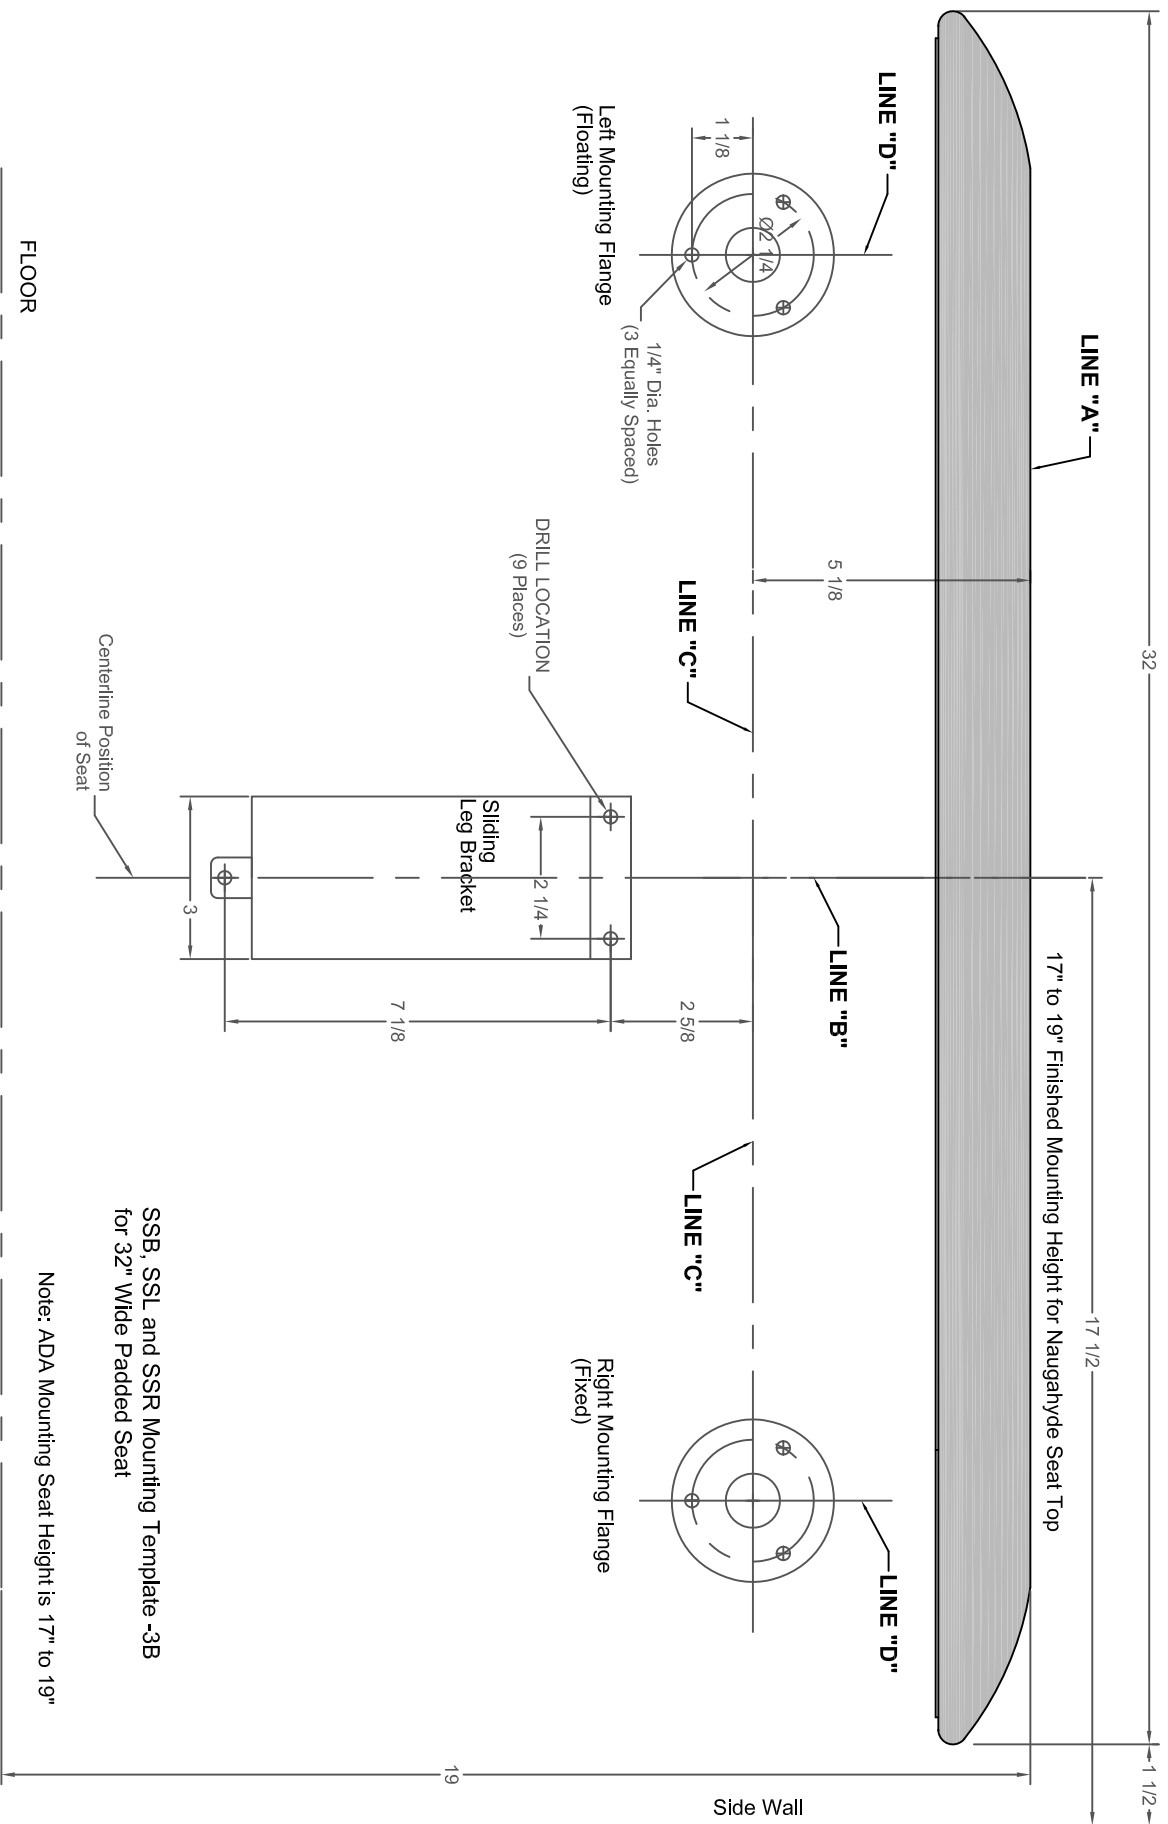 32
1 1/2
17 1/2
LINE "A"
17" to 19" Finished Mounting Height for Naugahyde Seat Top
LINE "D"
5 1/8
LINE "B"
LINE "D"
Side Wall
1 1/8
Ø2 1/4
LINE "C"
2 5/8
LINE "C"
Left Mounting Flange
(Floating)
1/4" Dia. Holes
(3 Equally Spaced)
Right Mounting Flange
(Fixed)
DRILL LOCATION
(9 Places)
2 1/4
Sliding
Leg Bracket
19
7 1/8
3
Centerline Position
of Seat
SSB, SSL and SSR Mounting Template -3B
for 32" Wide Padded Seat
FLOOR
Note: ADA Mounting Seat Height is 17" to 19"